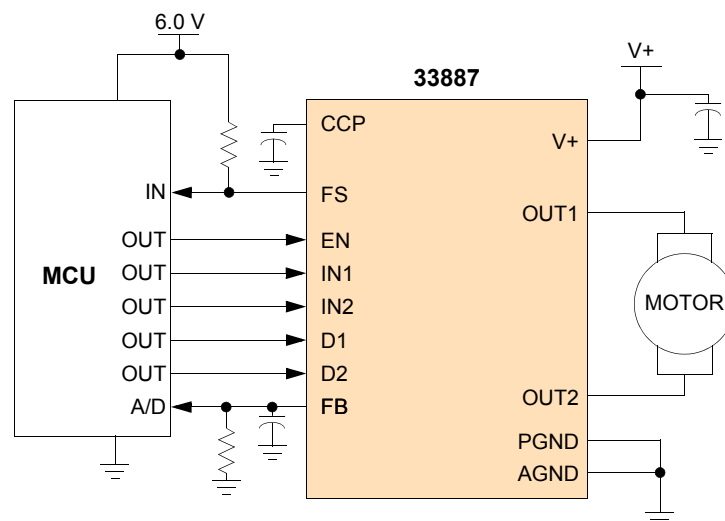 6.0 V
V+
33887
CCP
V+
IN
FS
OUT1
OUT
EN
MCU
OUT
IN1
OUT
IN2
MOTOR
OUT
D1
OUT
D2
A/D
FB
OUT2
PGND
AGND